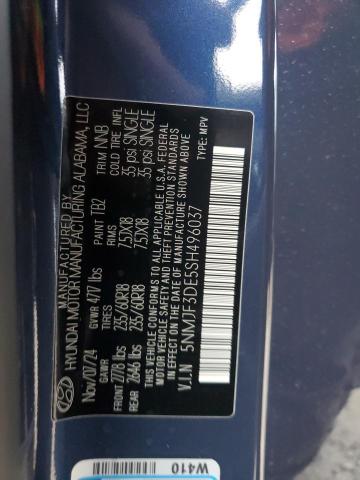 MANUFACTURED BY
HYUNDAI MOTOR MANUFACTURING ALABAMA, LLC
Nov/07/24 GVWR 4717 lbs PAINT TB2 TRIM NNB
GAWR RIMS COLD TIRE INFL
FRONT 2778 lbs 235/60R18 7.5JX18 35 psi SINGLE
2646 lbs 235/60R18 7.5JX18 35 psi SINGLE
THIS VEHICLE CONFORMS TO ALL APPLICABLE U.S.A. FEDERAL
MOTOR VEHICLE SAFETY AND THEFT PREVENTION
STANDARDS IN EFFECT ON THE DATE OF MANUFACTURE SHOWN ABOVE
V.I.N 5NMJF3DE5SH496037 TYPE: MPV
W410